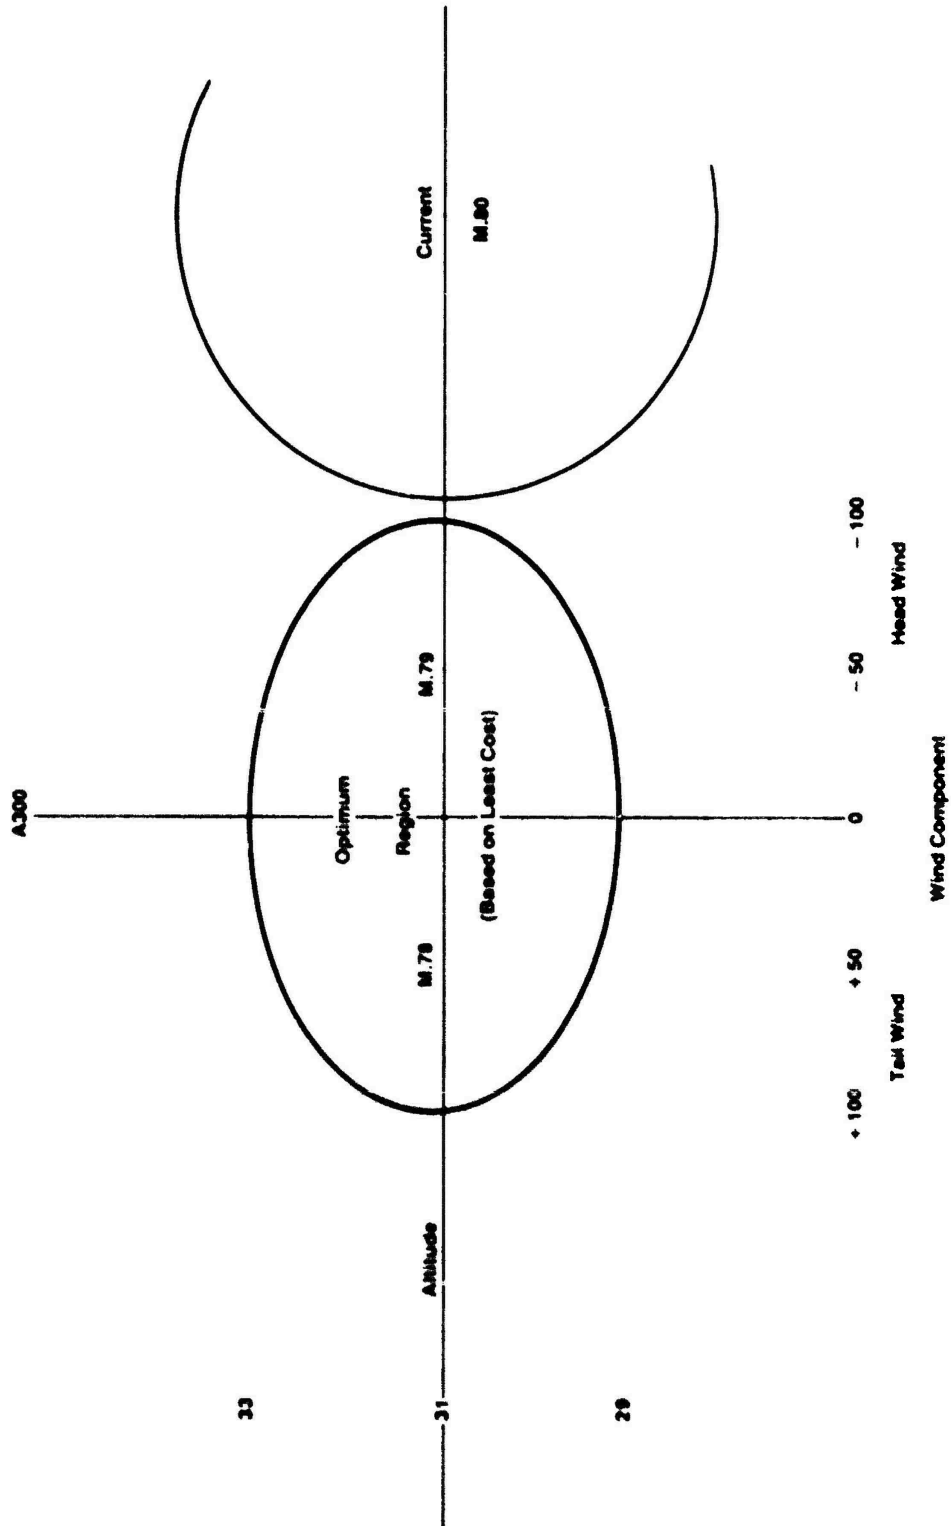 A300
33
Optimum
Region
Altitude M.78 M.79 Current
31
(Based on Least Cost) M.80
29
+ 100 + 50 0 - 50 - 100
Tail Wind Head Wind
Wind Component